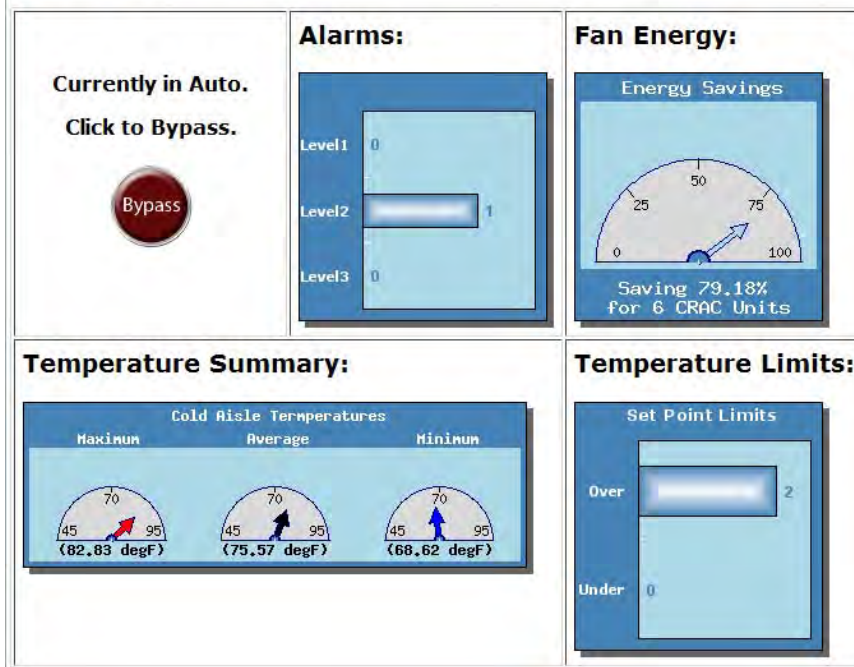 Currently in Auto.
Click to Bypass.
Bypass
Alarms:
Level1 0
Level2 1
Level3 0
Fan Energy:
Energy Savings
0 25 50 75 100
Saving 79.18%
for 6 CRAC Units
Temperature Summary:
Cold Aisle Temperatures
Maximum Average Minimum
70 70 70
45 95 45 95 45 95
(82.83 degF) (75.57 degF) (68.62 degF)
Temperature Limits:
Set Point Limits
Over 2
Under 0